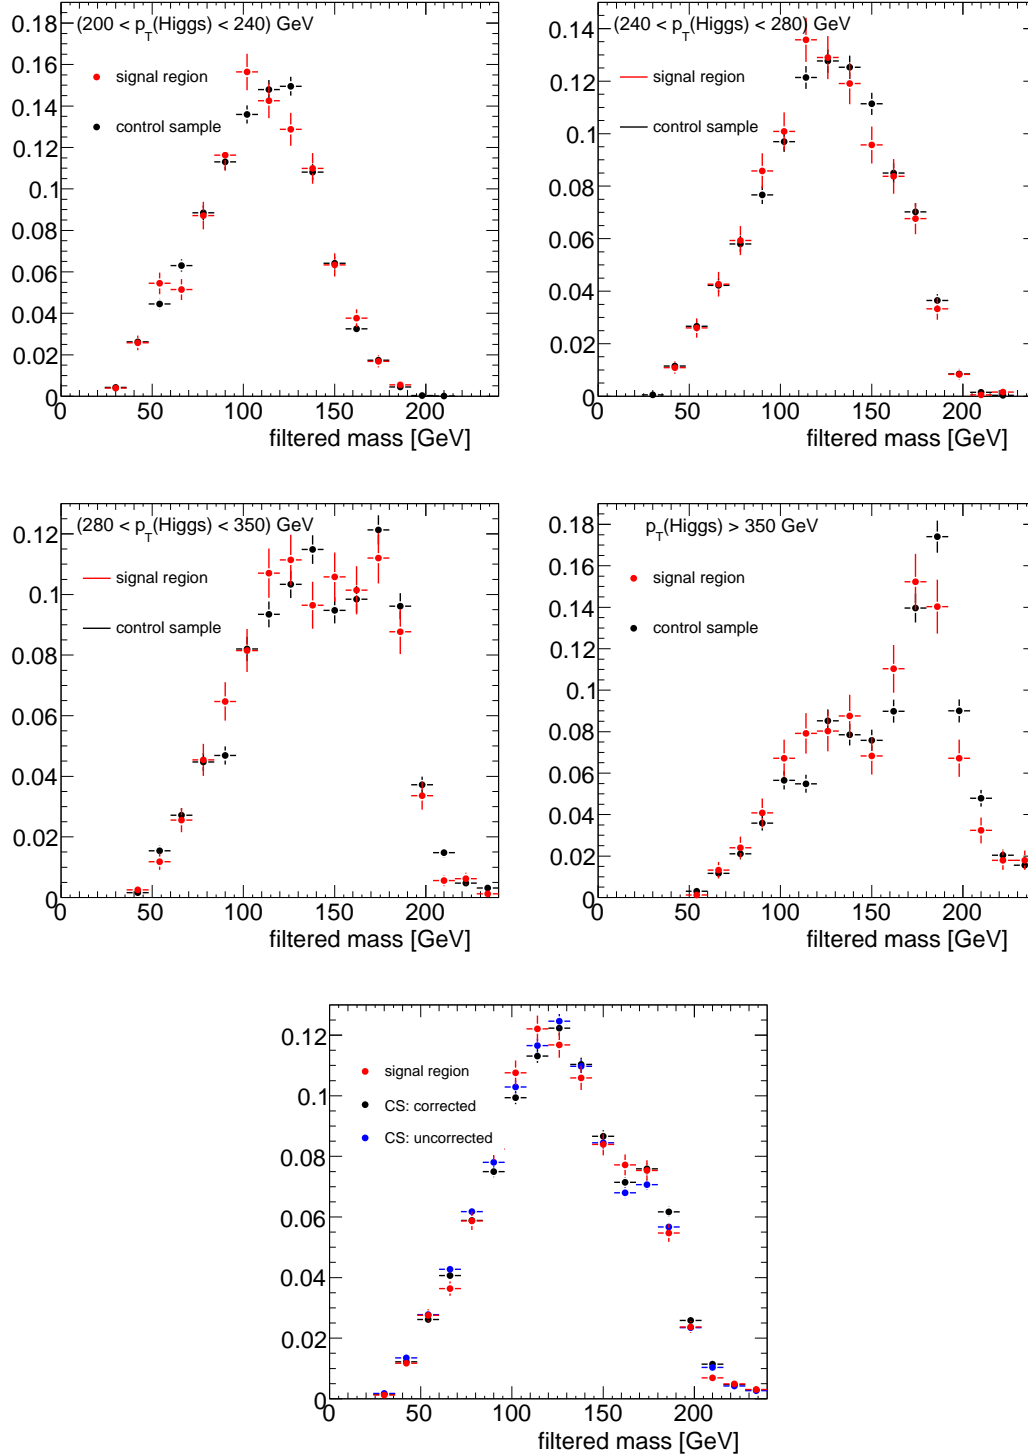 (200 < p_T(Higgs) < 240) GeV
signal region
control sample
0.18
0.16
0.14
0.12
0.1
0.08
0.06
0.04
0.02
0
0 50 100 150 200
filtered mass [GeV]
(240 < p_T(Higgs) < 280) GeV
signal region
control sample
0.14
0.12
0.1
0.08
0.06
0.04
0.02
0
0 50 100 150 200
filtered mass [GeV]
(280 < p_T(Higgs) < 350) GeV
signal region
control sample
0.12
0.1
0.08
0.06
0.04
0.02
0
0 50 100 150 200
filtered mass [GeV]
p_T(Higgs) > 350 GeV
signal region
control sample
0.18
0.16
0.14
0.12
0.1
0.08
0.06
0.04
0.02
0
0 50 100 150 200
filtered mass [GeV]
signal region
CS: corrected
CS: uncorrected
0.12
0.1
0.08
0.06
0.04
0.02
0
0 50 100 150 200
filtered mass [GeV]